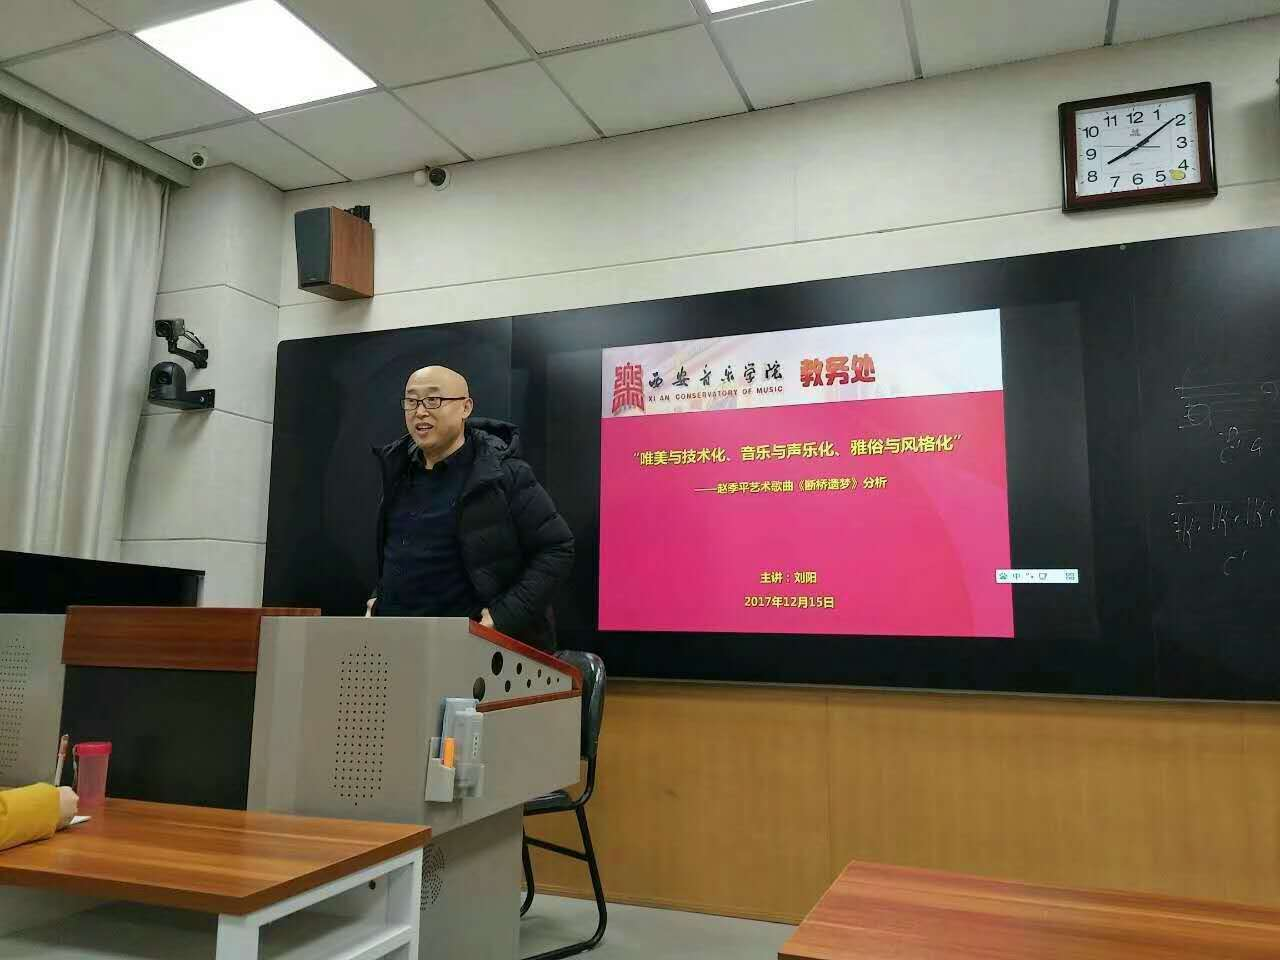 11 12 1
10 2
9 3
8 4
7 6 5
西安音乐学院 教务处
XI AN CONSERVATORY OF MUSIC
“唯美与技术化、音乐与声乐化、雅俗与风格化”
——赵季平艺术歌曲《断桥遗梦》分析
主讲：刘阳
2017年12月15日
中